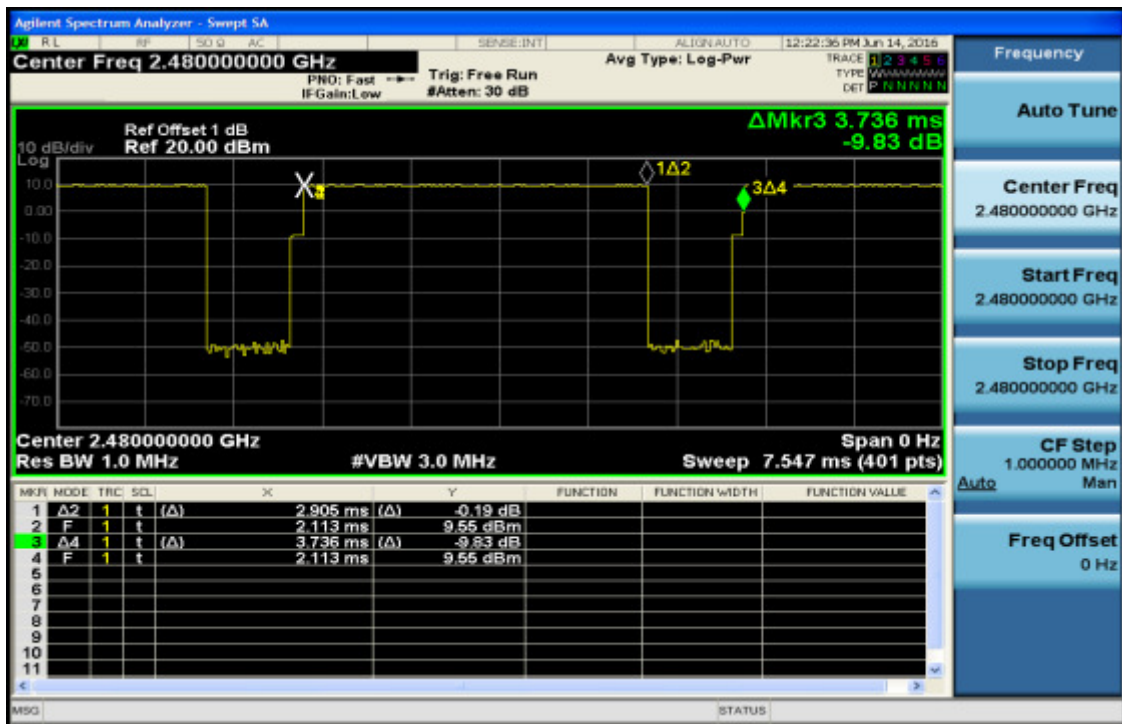 Agilent Spectrum Analyzer - Swept SA
RL RF 50 Ω AC SENSE:INT ALIGN AUTO 12:22:36 PM Jun 14, 2016
Center Freq 2.480000000 GHz Avg Type: Log-Pwr TRACE 1 2 3 4 5 6
PNO: Fast Trig: Free Run TYPE
IFGain:Low #Atten: 30 dB DET P N N N N N
Ref Offset 1 dB ΔMkr3 3.736 ms
10 dB/div Ref 20.00 dBm -9.83 dB
Log
10.0
0.00
-10.0
-20.0
-30.0
-40.0
-50.0
-60.0
-70.0
1Δ2
3Δ4
Center 2.480000000 GHz Span 0 Hz
Res BW 1.0 MHz #VBW 3.0 MHz Sweep 7.547 ms (401 pts)
MKR MODE TRC SCL X Y FUNCTION FUNCTION WIDTH FUNCTION VALUE
1 Δ2 1 t (Δ) 2.905 ms (Δ) -0.19 dB
2 F 1 t 2.113 ms 9.55 dBm
3 Δ4 1 t (Δ) 3.736 ms (Δ) -9.83 dB
4 F 1 t 2.113 ms 9.55 dBm
5
6
7
8
9
10
11
MSG STATUS
Frequency
Auto Tune
Center Freq
2.480000000 GHz
Start Freq
2.480000000 GHz
Stop Freq
2.480000000 GHz
CF Step
1.000000 MHz
Auto Man
Freq Offset
0 Hz